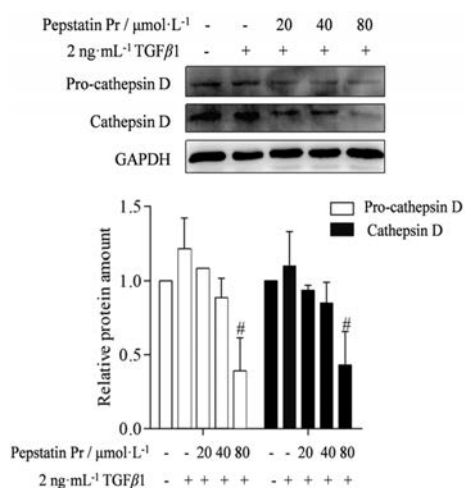 Pepstatin Pr / μmol·L⁻¹ - - 20 40 80
2 ng·mL⁻¹ TGFβ1 - + + + +
Pro-cathepsin D
Cathepsin D
GAPDH
Relative protein amount
1.5
1.0
0.5
0.0
Pro-cathepsin D
Cathepsin D
#
#
Pepstatin Pr / μmol·L⁻¹ - - 20 40 80 - - 20 40 80
2 ng·mL⁻¹ TGFβ1 - + + + + - + + + +